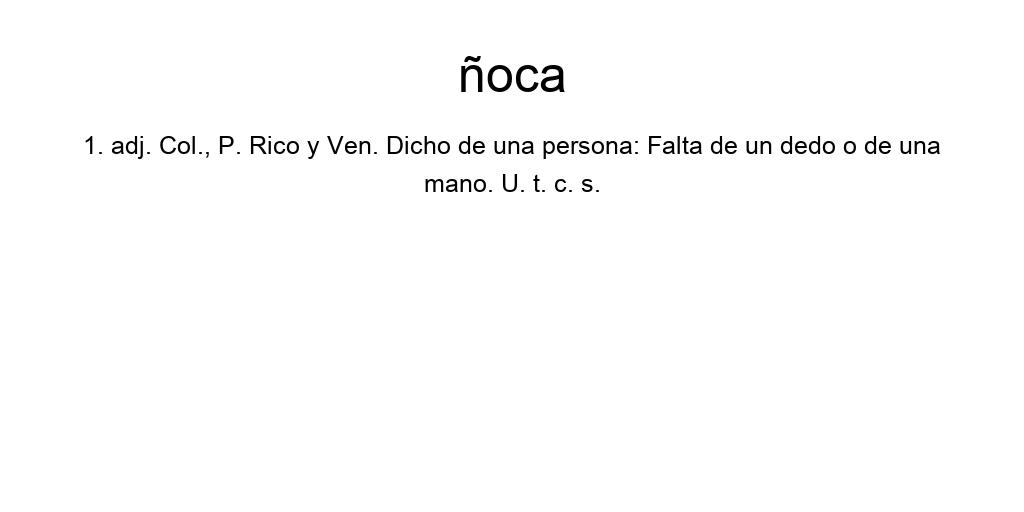 ñoca
1. adj. Col., P. Rico y Ven. Dicho de una persona: Falta de un dedo o de una
mano. U. t. c. s.